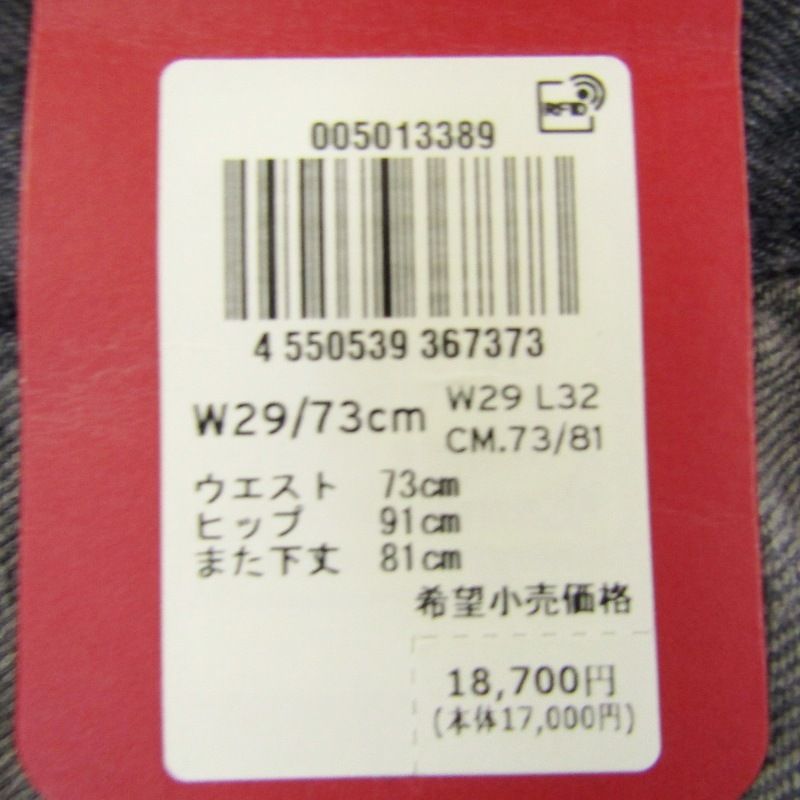 RFID
005013389
4 550539 367373
W29/73cm
W29 L32
CM.73/81
ウエスト 73cm
ヒップ 91cm
また下丈 81cm
希望小売価格
18,700円
(本体17,000円)